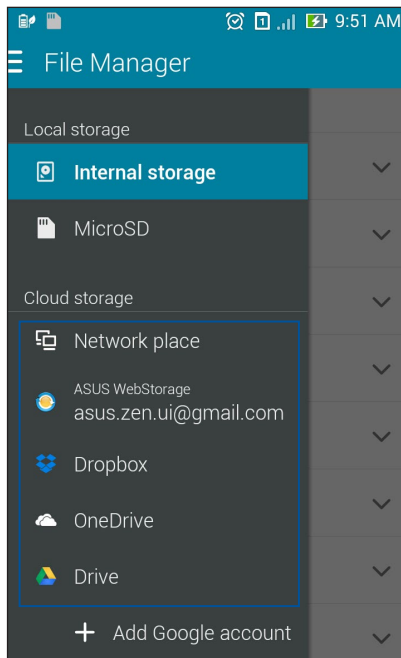 1 9:51 AM
File Manager
Local storage
Internal storage
MicroSD
Cloud storage
Network place
ASUS WebStorage
asus.zen.ui@gmail.com
Dropbox
OneDrive
Drive
+ Add Google account